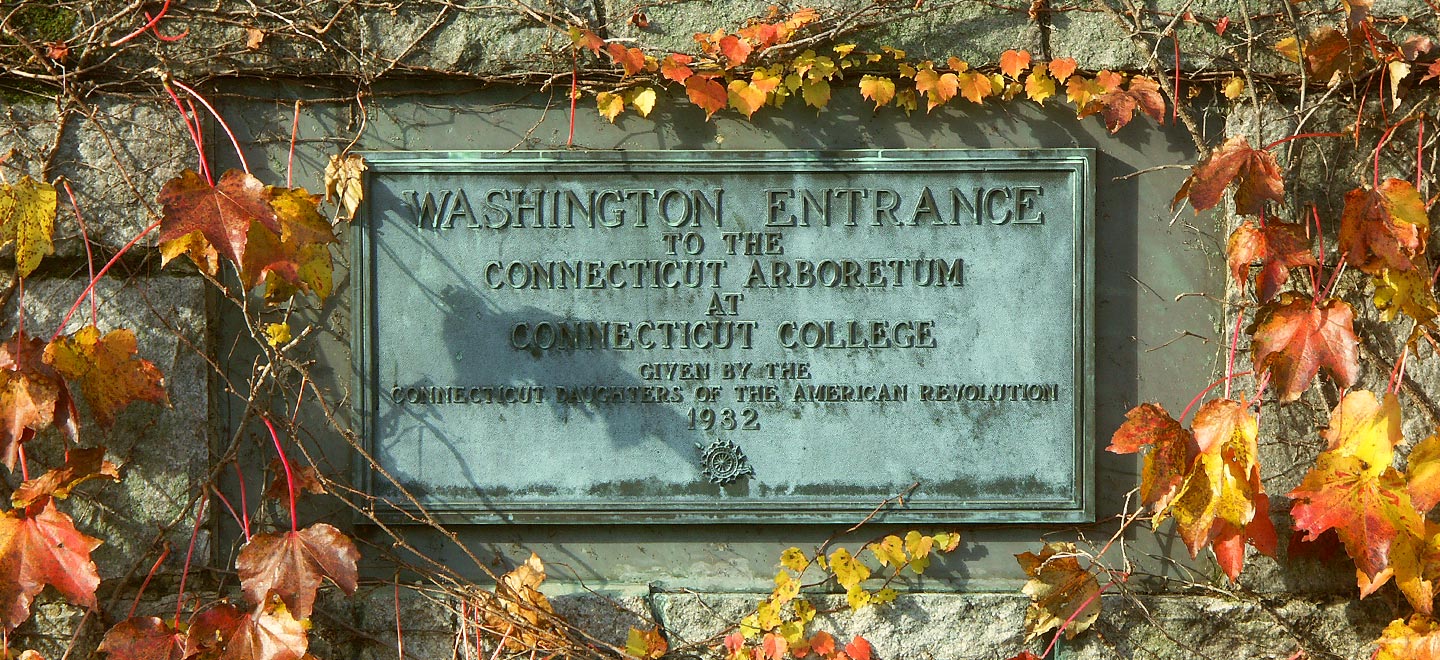 WASHINGTON ENTRANCE
TO THE
CONNECTICUT ARBORETUM
AT
CONNECTICUT COLLEGE
GIVEN BY THE
CONNECTICUT DAUGHTERS OF THE AMERICAN REVOLUTION
1932